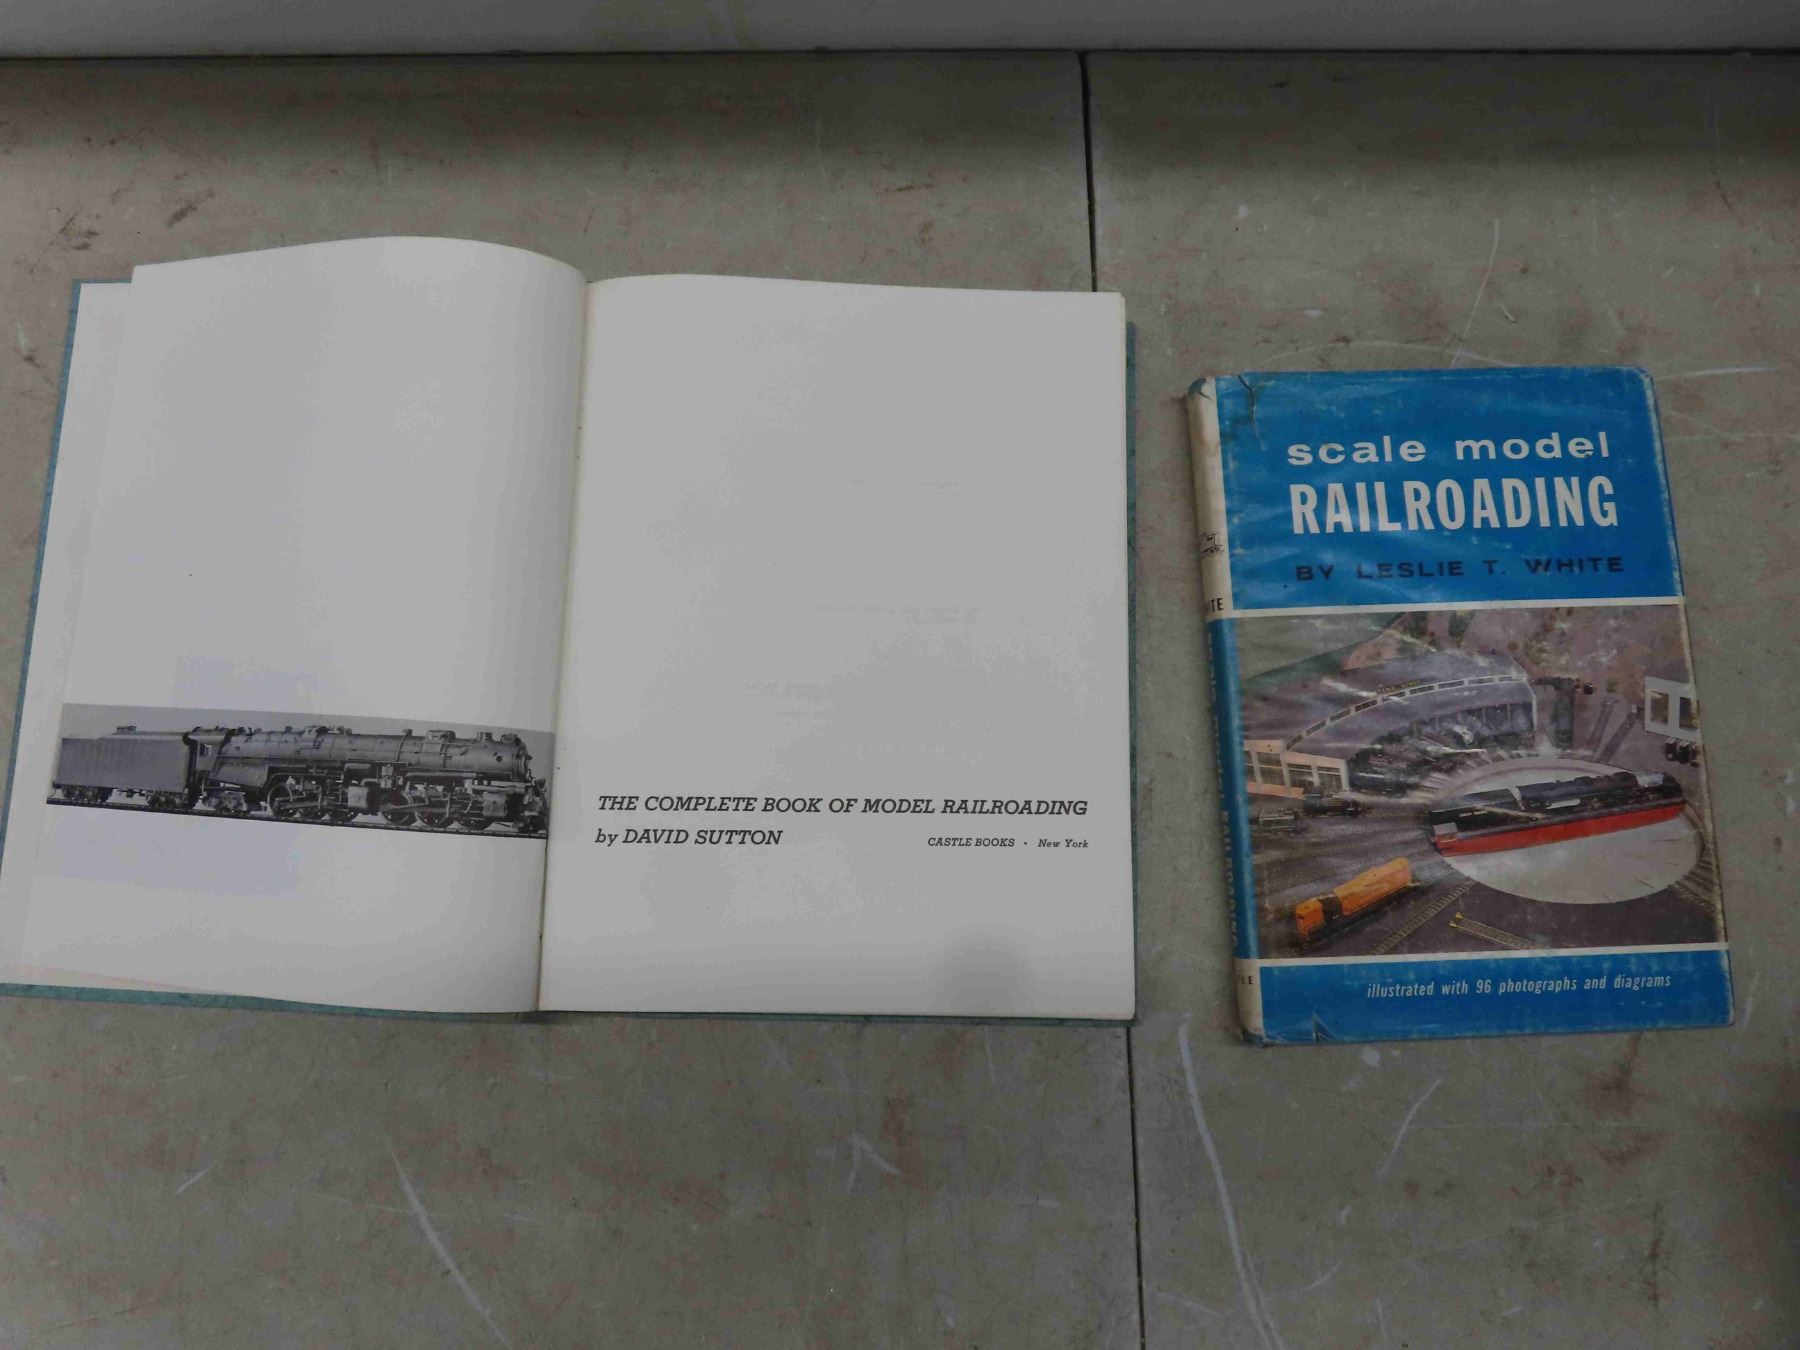 THE COMPLETE BOOK OF MODEL RAILROADING
by DAVID SUTTON
CASTLE BOOKS • New York
scale model
RAILROADING
BY LESLIE T. WHITE
illustrated with 96 photographs and diagrams